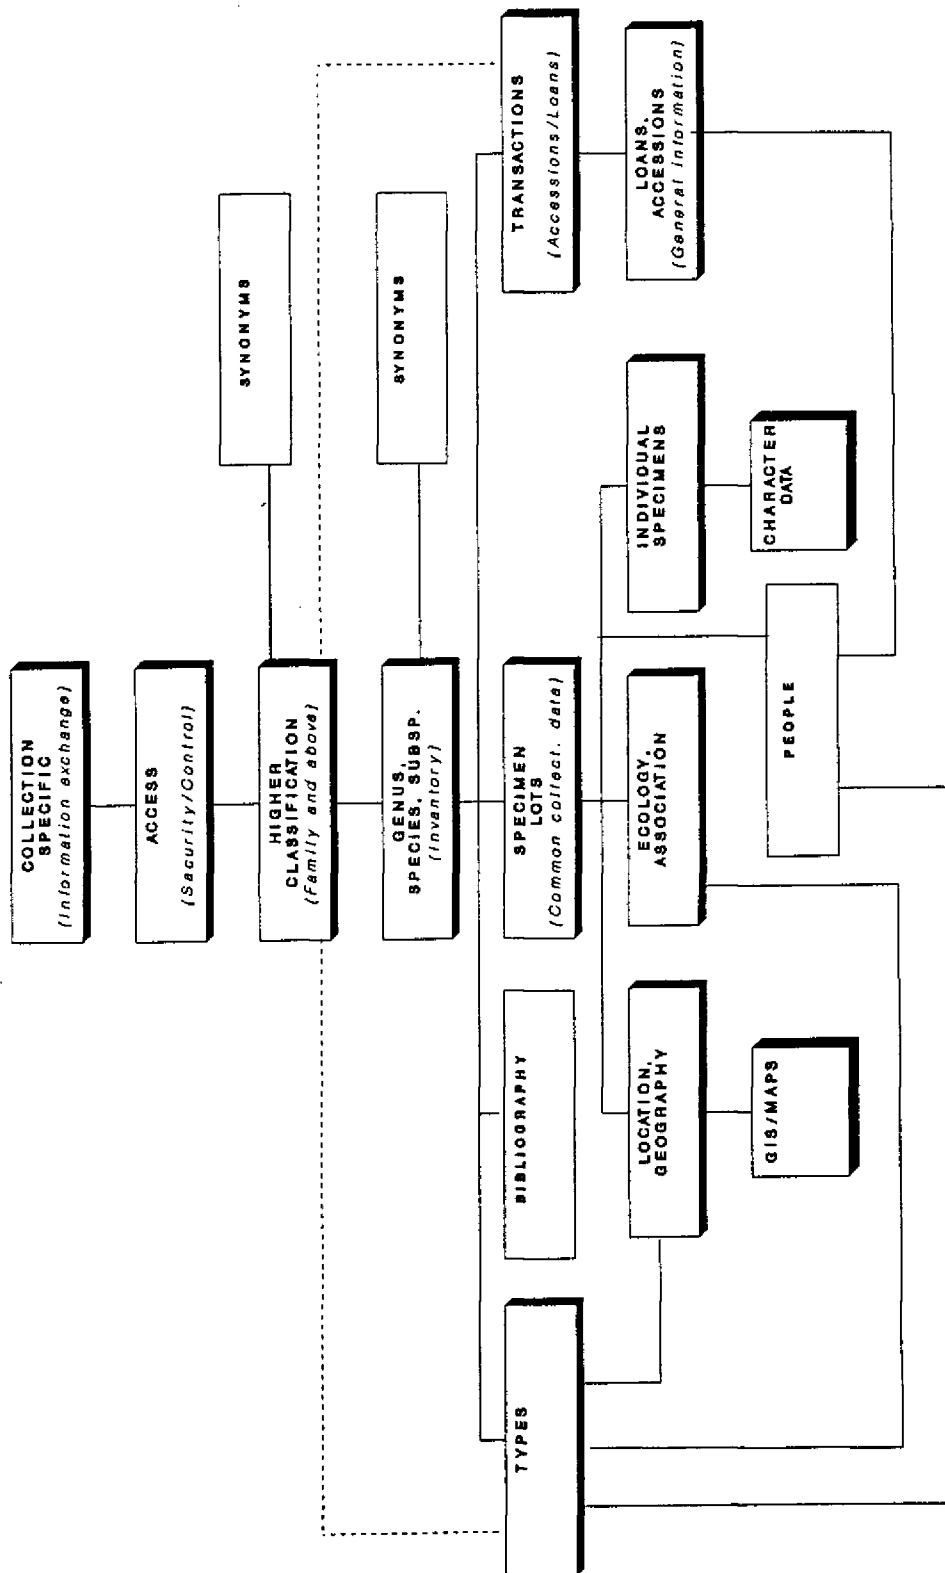 COLLECTION
SPECIFIC
(Information exchange)
ACCESS
(Sacurity/Control)
HIGHER
CLASSIFICATION
(Family and above)
SYNONYMS
GENUS,
SPECIES, SUBSP.
(Invantory)
SYNONYMS
TYPES
BIBLIOGRAPHY
SPECIMEN
LOTS
(Common collect. data)
TRANSACTIONS
(Accessions/Loans)
LOCATION,
GEOGRAPHY
ECOLOGY,
ASSOCIATION
INDIVIDUAL
SPECIMENS
LOANS,
ACCESSIONS
(General information)
GIS/MAPS
PEOPLE
CHARACTER
DATA